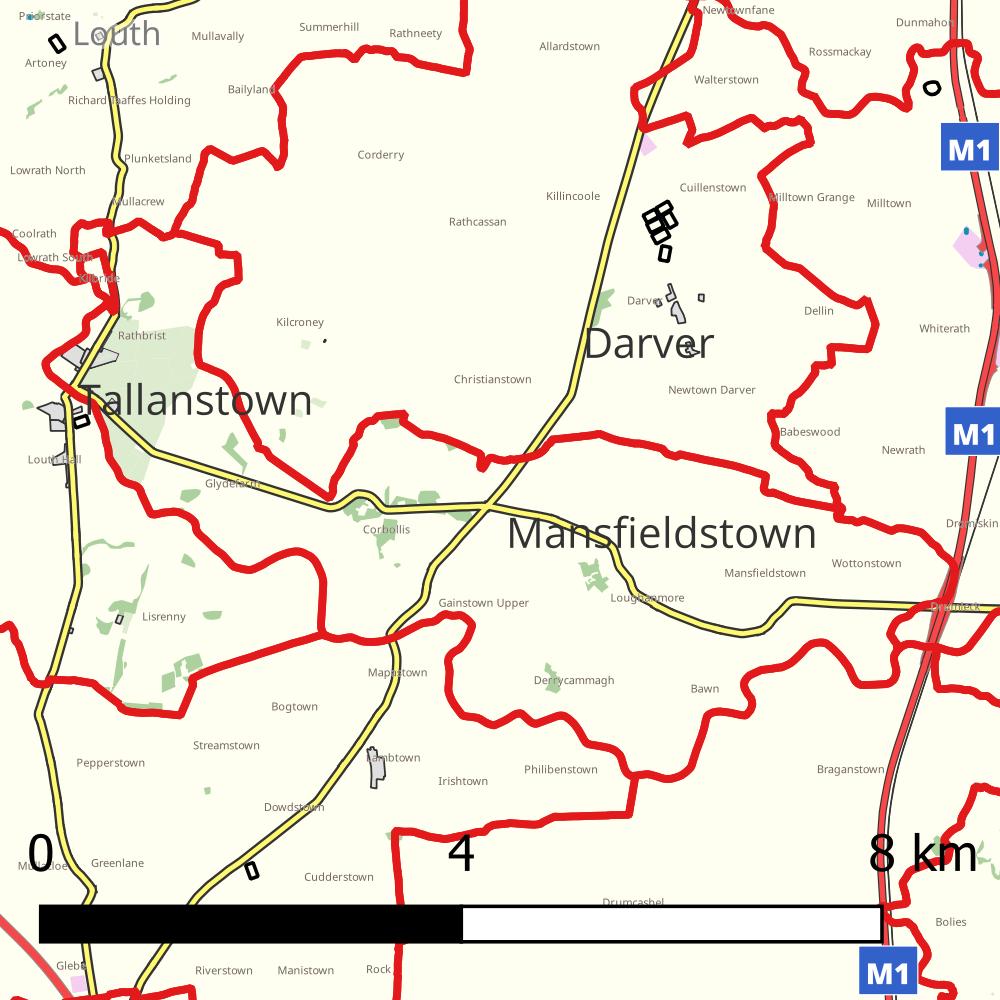 Priorstate
Louth
Mullavally
Summerhill
Rathneety
Allardstown
Newtownfane
Dunmahon
Rossmackay
Artoney
Bailyland
Walterstown
Richard Taaffes Holding
M1
Corderry
Plunketsland
Lowrath North
Cuillenstown
Killincoole
Milltown Grange
Milltown
Mullacrew
Rathcassan
Coolrath
Lowrath South
Kilbride
Darver
Dellin
Kilcroney
Whiterath
Rathbrist
Darver
Christianstown
Newtown Darver
Tallanstown
Babeswood
M1
Newrath
Louth Hall
Glydefarm
Corbollis
Mansfieldstown
Dromiskin
Wottonstown
Mansfieldstown
Loughanmore
Gainstown Upper
Drumleck
Lisrenny
Mapastown
Derrycammagh
Bawn
Bogtown
Streamstown
Pepperstown
Lambtown
Irishtown
Philibenstown
Braganstown
Dowdstown
0 4 8 km
Mullacloe
Greenlane
Cudderstown
Drumcashel
Bolies
Glebe
Riverstown
Manistown
Rock
M1